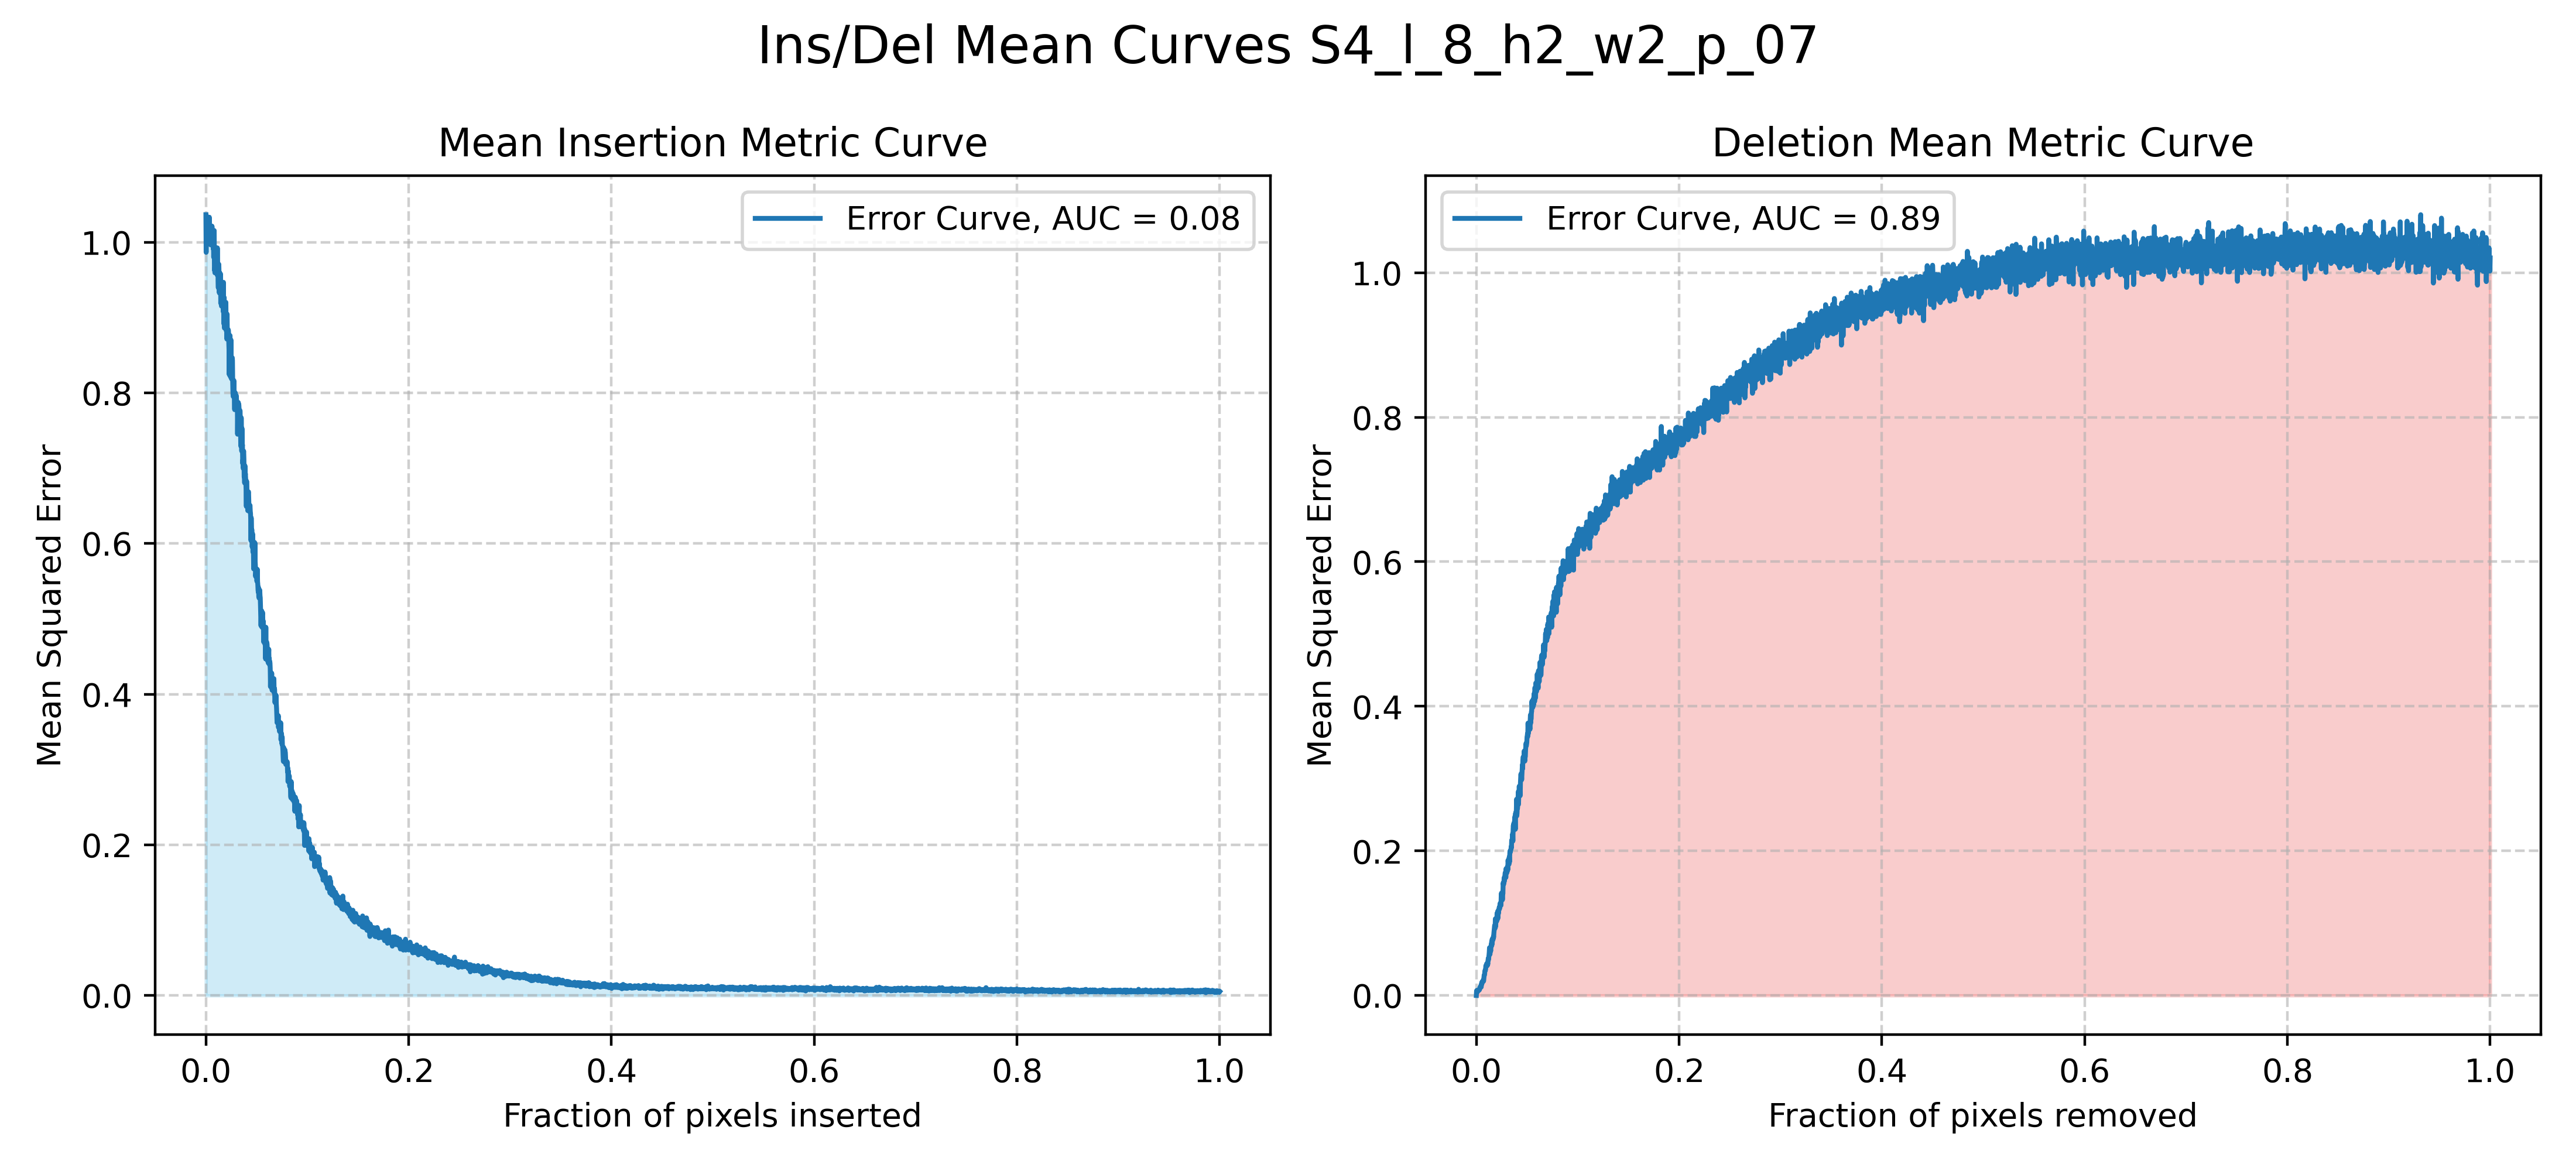 Ins/Del Mean Curves S4_l_8_h2_w2_p_07
Mean Insertion Metric Curve
Error Curve, AUC = 0.08
Mean Squared Error
1.0
0.8
0.6
0.4
0.2
0.0
0.0 0.2 0.4 0.6 0.8 1.0
Fraction of pixels inserted
Deletion Mean Metric Curve
Error Curve, AUC = 0.89
Mean Squared Error
1.0
0.8
0.6
0.4
0.2
0.0
0.0 0.2 0.4 0.6 0.8 1.0
Fraction of pixels removed